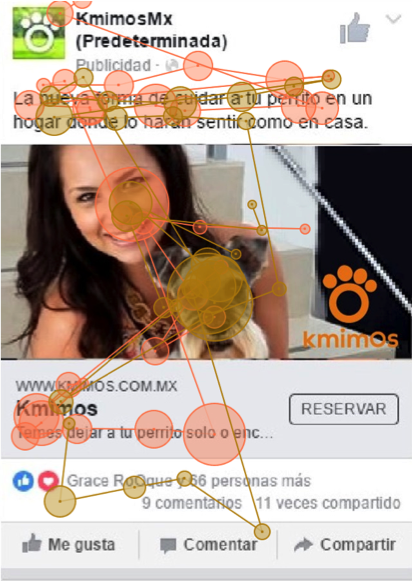 KmimosMx
(Predeterminada)
Publicidad ·
La nueva forma de cuidar a tu perrito en un
hogar donde lo harán sentir como en casa.
kmimos
WWW.KMIMOS.COM.MX
Kmimos
RESERVAR
Temes dejar a tu perrito solo o enc...
Grace Roque y 66 personas más
9 comentarios 11 veces compartido
Me gusta Comentar Compartir